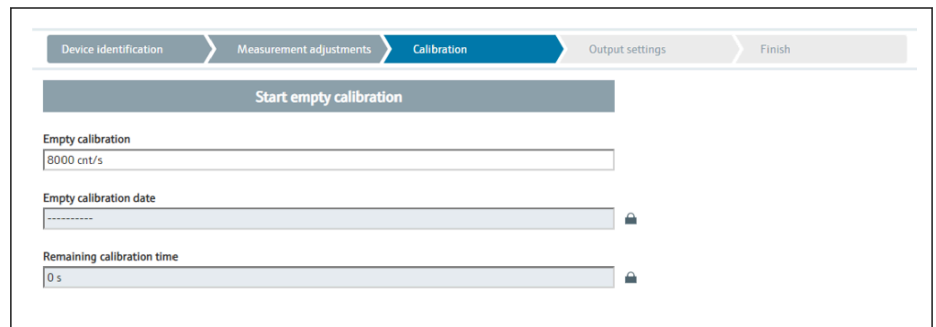 Device identification
Measurement adjustments
Calibration
Output settings
Finish
Start empty calibration
Empty calibration
8000 cnt/s
Empty calibration date
----------
Remaining calibration time
0 s